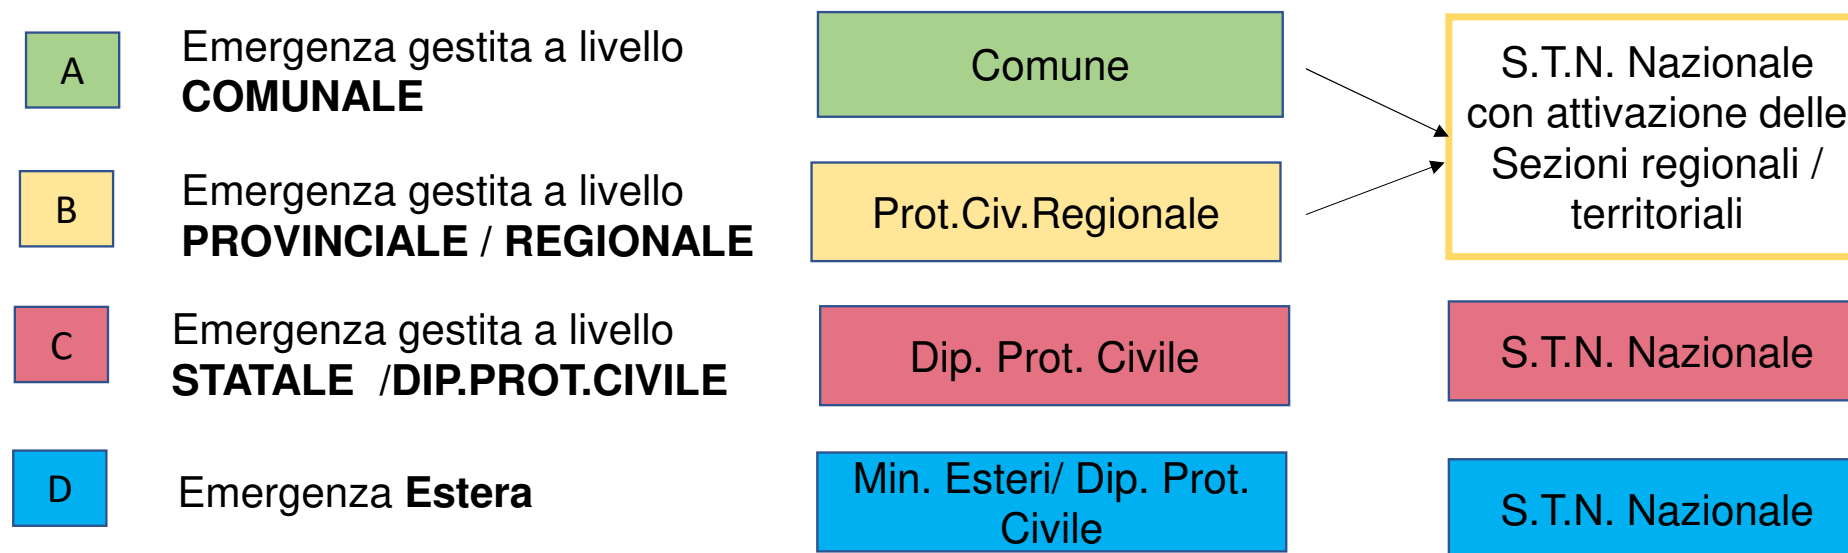 A
Emergenza gestita a livello
COMUNALE
Comune
S.T.N. Nazionale
con attivazione delle
Sezioni regionali /
territoriali
B
Emergenza gestita a livello
PROVINCIALE / REGIONALE
Prot.Civ.Regionale
C
Emergenza gestita a livello
STATALE /DIP.PROT.CIVILE
Dip. Prot. Civile
S.T.N. Nazionale
D
Emergenza Estera
Min. Esteri/ Dip. Prot.
Civile
S.T.N. Nazionale